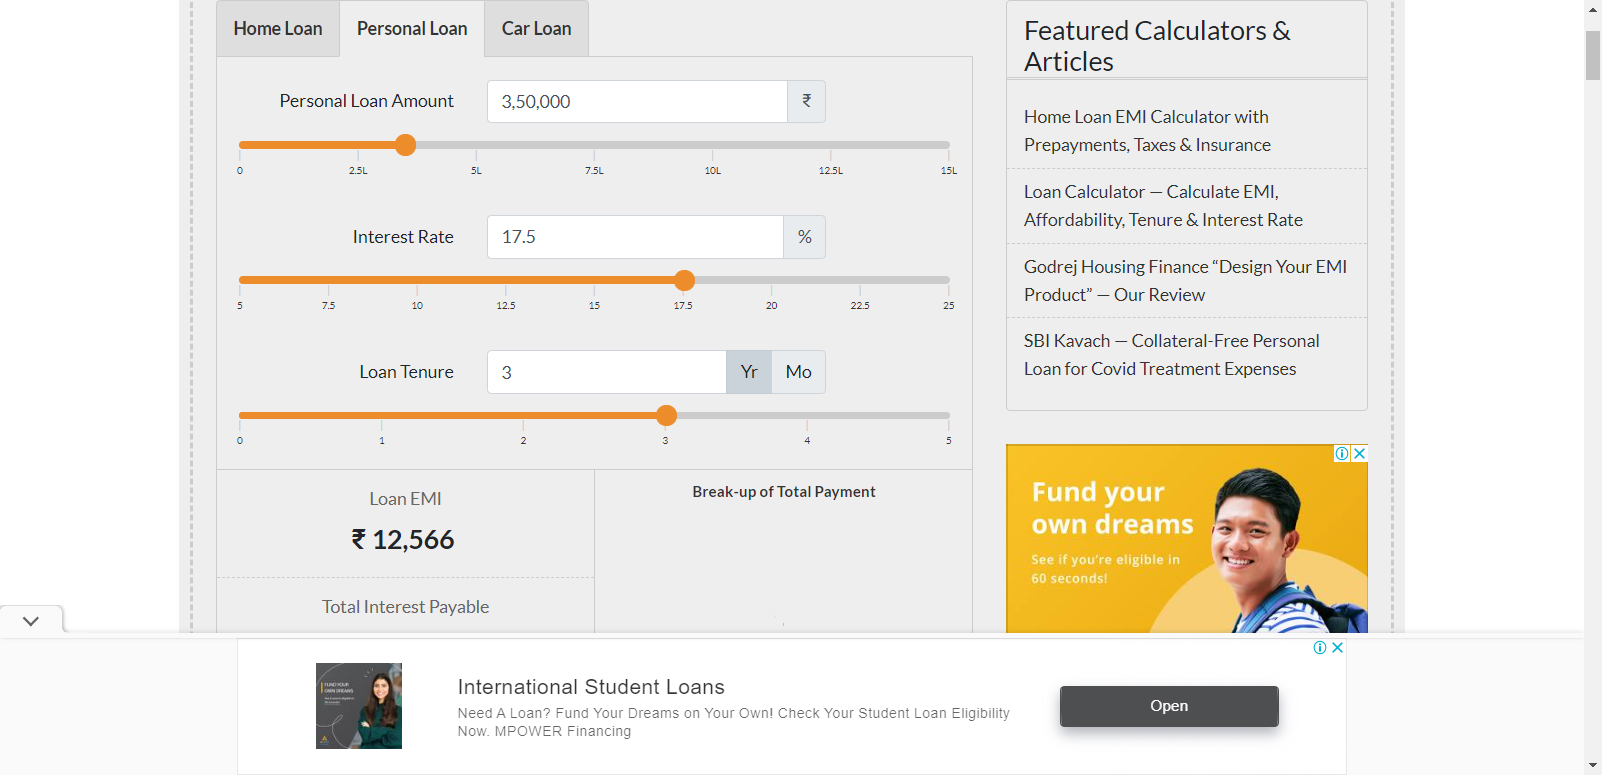 Home Loan
Personal Loan
Car Loan
Personal Loan Amount
3,50,000
₹
0
2.5L
5L
7.5L
10L
12.5L
15L
Interest Rate
17.5
%
5
7.5
10
12.5
15
17.5
20
22.5
25
Loan Tenure
3
Yr
Mo
0
1
2
3
4
5
Loan EMI
₹ 12,566
Total Interest Payable
Break-up of Total Payment
Featured Calculators &
Articles
Home Loan EMI Calculator with
Prepayments, Taxes & Insurance
Loan Calculator — Calculate EMI,
Affordability, Tenure & Interest Rate
Godrej Housing Finance “Design Your EMI
Product” — Our Review
SBI Kavach — Collateral-Free Personal
Loan for Covid Treatment Expenses
Fund your
own dreams
See if you're eligible in
60 seconds!
FUND YOUR
OWN DREAMS
International Student Loans
Need A Loan? Fund Your Dreams on Your Own! Check Your Student Loan Eligibility
Now. MPOWER Financing
Open